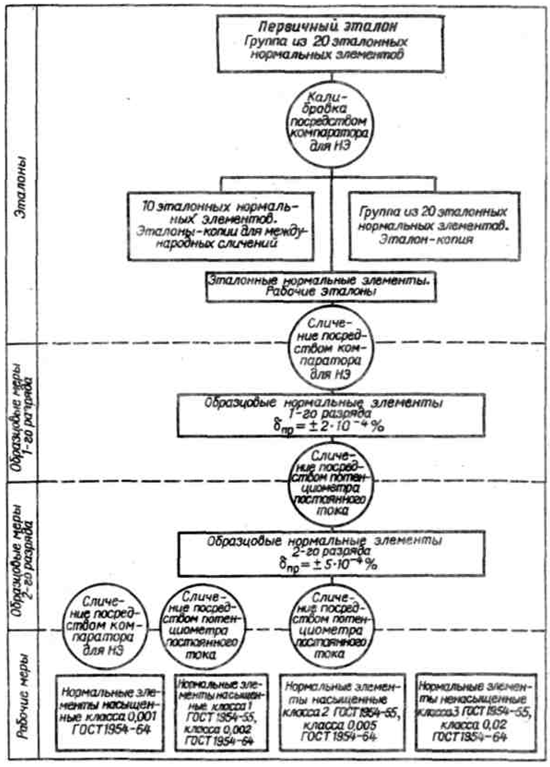 Эталоны
Первичный эталон
Группа из 20 эталонных
нормальных элементов
Кали-
бровка
посредством
компаратора
для НЭ
10 эталонных нормаль-
ных элементов.
Эталоны-копии для между-
народных сличений
Группа из 20 эталонных
нормальных элементов.
Эталон-копия
Эталонные нормальные элементы.
Рабочие эталоны
Сличе-
ние посред-
ством ком-
паратора
для НЭ
Образцовые меры
1-го разряда
Образцовые нормальные элементы
1-го разряда
δпр=±2·10⁻⁴%
Сличе-
ние посред-
ством потен-
циометра
постоянного
тока
Образцовые меры
2-го разряда
Образцовые нормальные элементы
2-го разряда
δпр=±5·10⁻⁴%
Сличе-
ние посред-
ством ком-
паратора
для НЭ
Сличе-
ние посред-
ством потен-
циометра
постоянного
тока
Сличе-
ние посред-
ством потен-
циометра
постоянного
тока
Рабочие меры
Нормальные эле-
менты насыщен-
ные класса 0,001
ГОСТ 1954-64
Нормальные эле-
менты насыщен-
ные класса 1
ГОСТ 1954-55,
класса 0,002
ГОСТ 1954-64
Нормальные элемен-
ты насыщенные
класса 2 ГОСТ 1954-55,
класса 0,005
ГОСТ 1954-64
Нормальные элемен-
ты ненасыщенные
класса 3 ГОСТ 1954-55,
класса 0,02
ГОСТ 1954-64